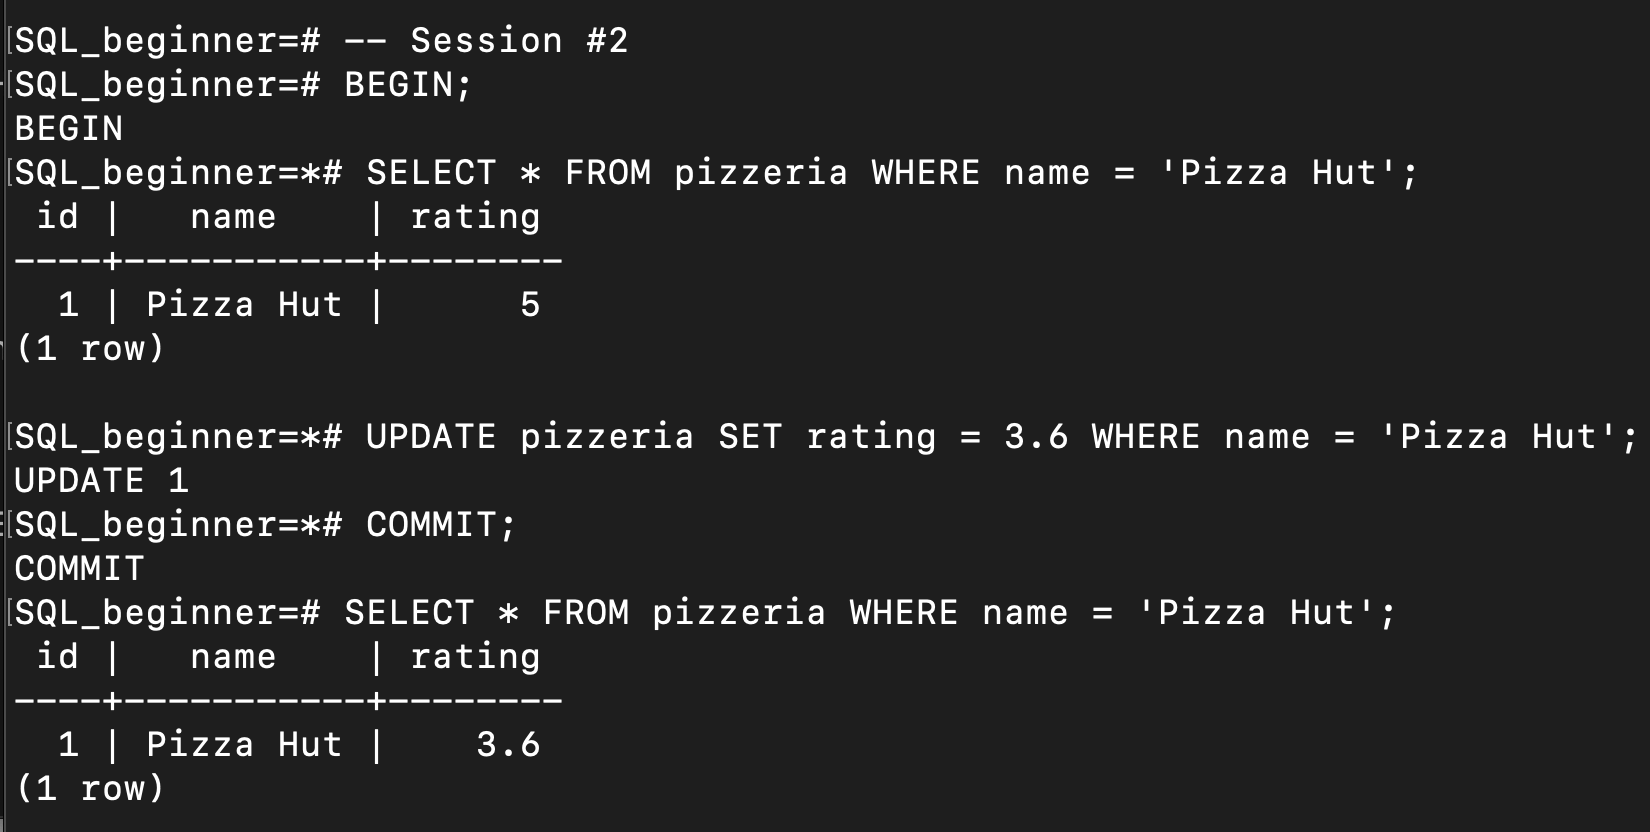 SQL_beginner=# -- Session #2
SQL_beginner=# BEGIN;
BEGIN
SQL_beginner=*# SELECT * FROM pizzeria WHERE name = 'Pizza Hut';
 id |   name    | rating
----+-----------+--------
  1 | Pizza Hut |      5
(1 row)

SQL_beginner=*# UPDATE pizzeria SET rating = 3.6 WHERE name = 'Pizza Hut';
UPDATE 1
SQL_beginner=*# COMMIT;
COMMIT
SQL_beginner=# SELECT * FROM pizzeria WHERE name = 'Pizza Hut';
 id |   name    | rating
----+-----------+--------
  1 | Pizza Hut |    3.6
(1 row)